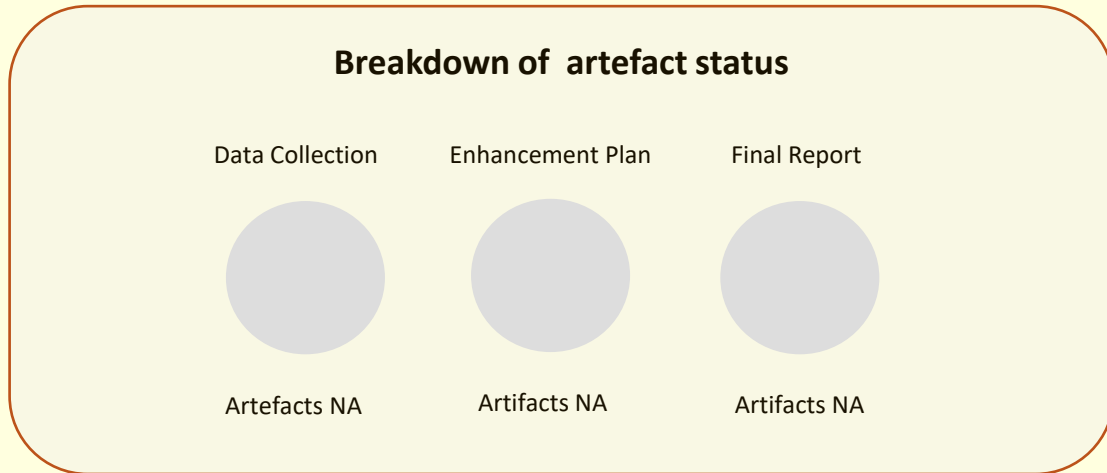 Breakdown of  artefact status
Data Collection
Enhancement Plan
Final Report
Artefacts NA
Artifacts NA
Artifacts NA